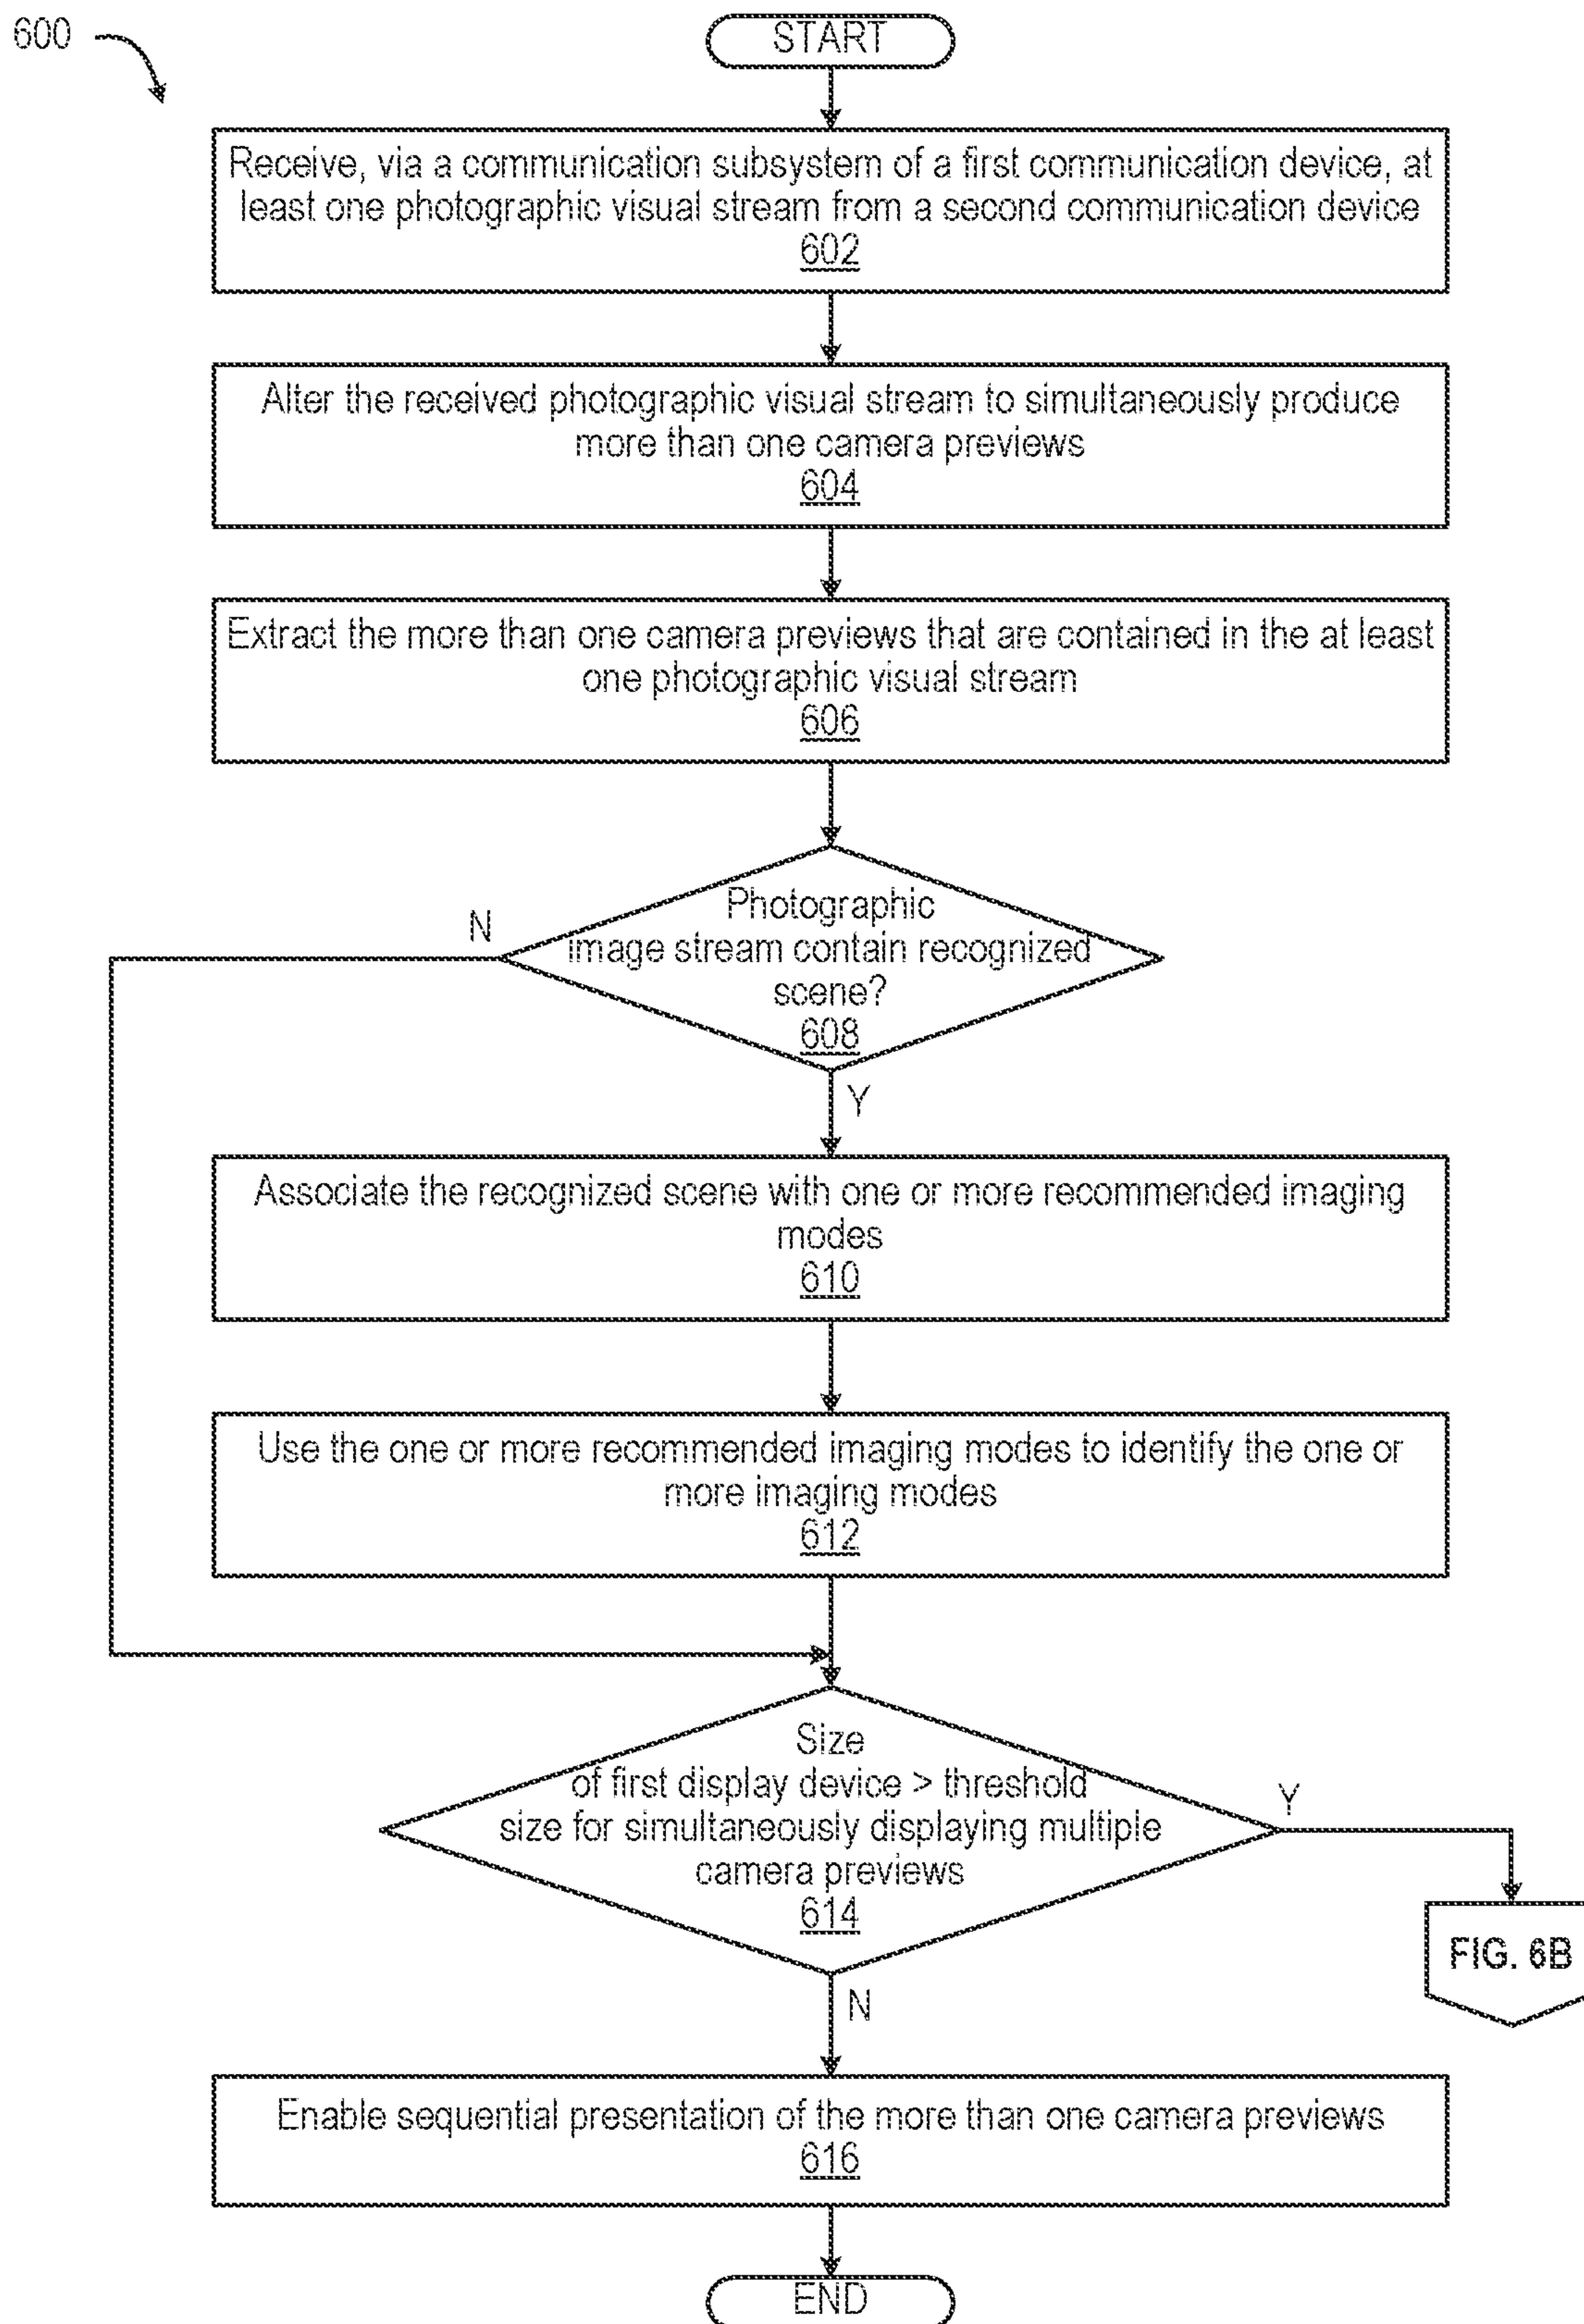 600
START
Receive, via a communication subsystem of a first communication device, at
least one photographic visual stream from a second communication device
602
Alter the received photographic visual stream to simultaneously produce
more than one camera previews
604
Extract the more than one camera previews that are contained in the at least
one photographic visual stream
606
Photographic
image stream contain recognized
scene?
608
N
Y
Associate the recognized scene with one or more recommended imaging
modes
610
Use the one or more recommended imaging modes to identify the one or
more imaging modes
612
Size
of first display device > threshold
size for simultaneously displaying multiple
camera previews
614
Y
FIG. 6B
N
Enable sequential presentation of the more than one camera previews
616
END